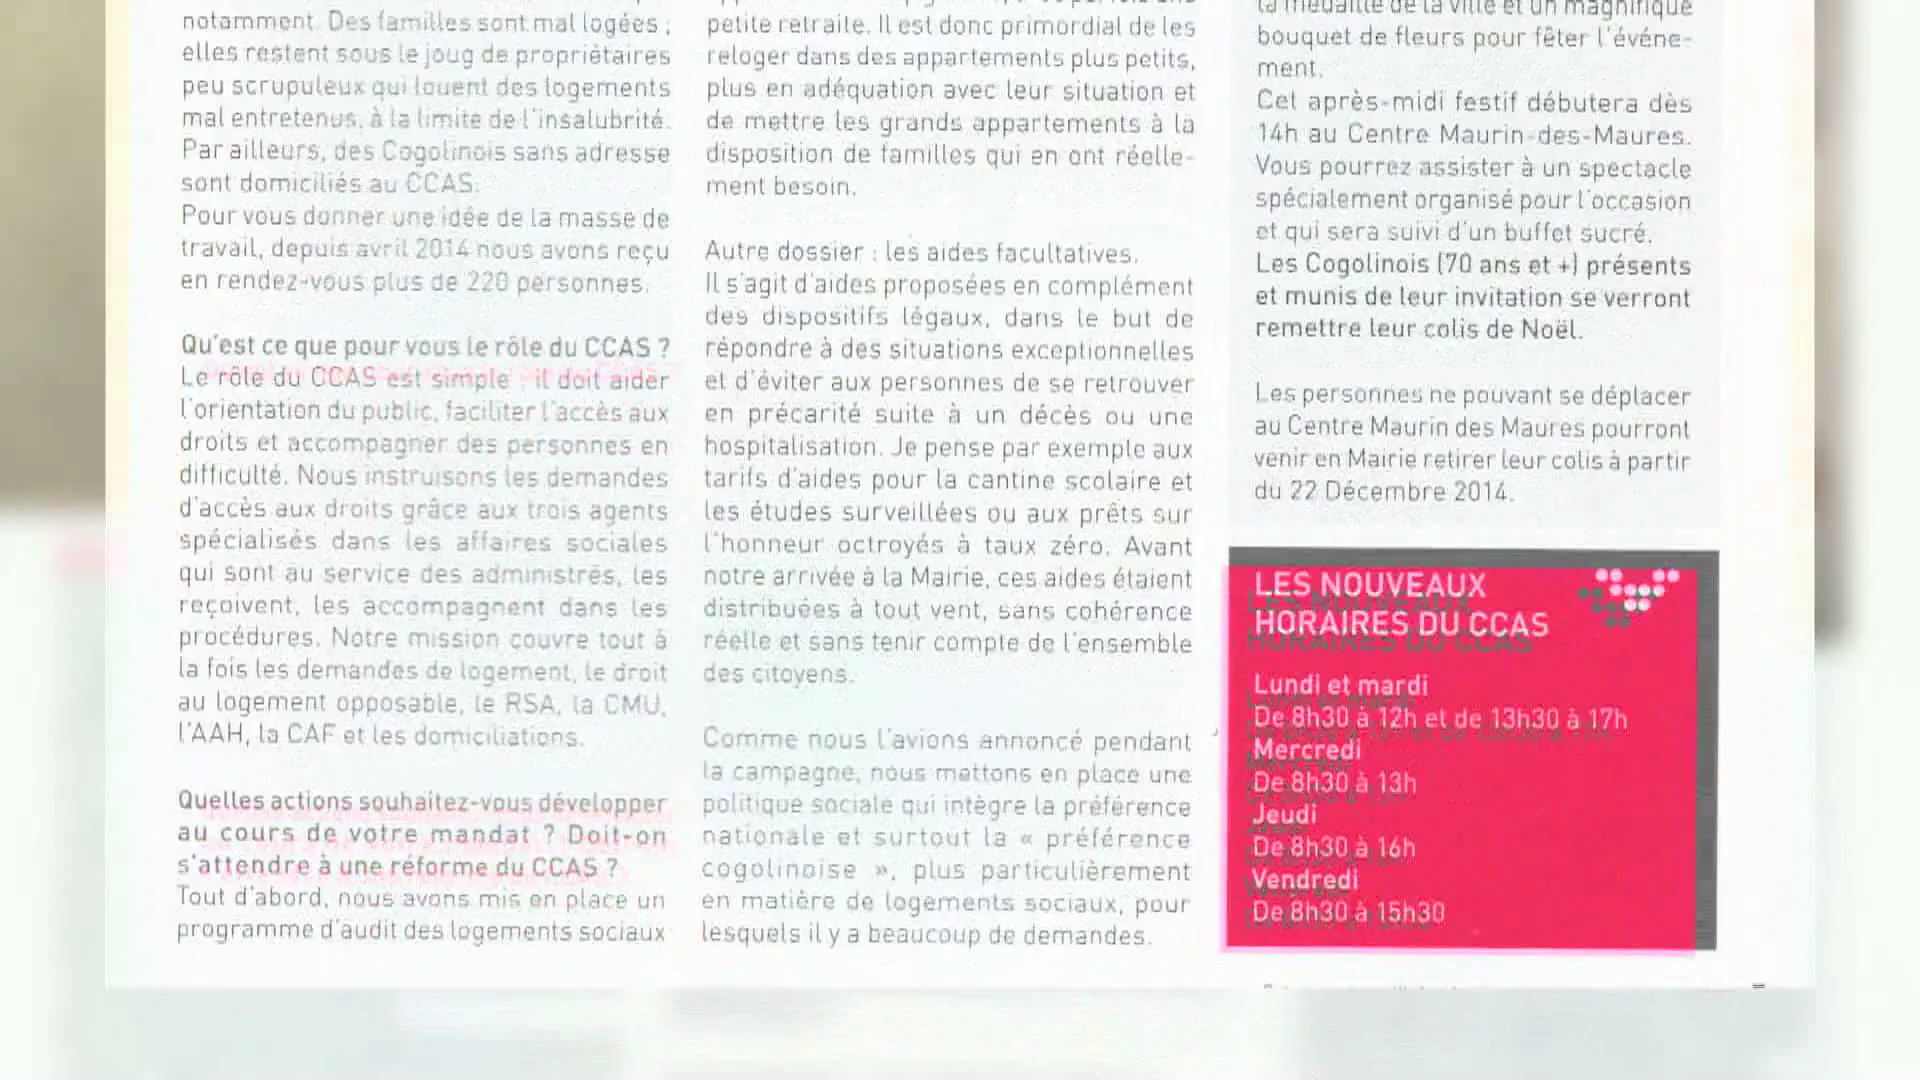 notamment. Des familles sont mal logées ;
elles restent sous le joug de propriétaires
peu scrupuleux qui louent des logements
mal entretenus, à la limite de l'insalubrité.
Par ailleurs, des Cogolinois sans adresse
sont domiciliés au CCAS.
Pour vous donner une idée de la masse de
travail, depuis avril 2014 nous avons reçu
en rendez-vous plus de 220 personnes.
Qu'est ce que pour vous le rôle du CCAS ?
Le rôle du CCAS est simple : il doit aider
l'orientation du public, faciliter l'accès aux
droits et accompagner des personnes en
difficulté. Nous instruisons les demandes
d'accès aux droits grâce aux trois agents
spécialisés dans les affaires sociales
qui sont au service des administrés, les
reçoivent, les accompagnent dans les
procédures. Notre mission couvre tout à
la fois les demandes de logement, le droit
au logement opposable, le RSA, la CMU,
l'AAH, la CAF et les domiciliations.
Quelles actions souhaitez-vous développer
au cours de votre mandat ? Doit-on
s'attendre à une réforme du CCAS ?
Tout d'abord, nous avons mis en place un
programme d'audit des logements sociaux
petite retraite. Il est donc primordial de les
reloger dans des appartements plus petits,
plus en adéquation avec leur situation et
de mettre les grands appartements à la
disposition de familles qui en ont réelle-
ment besoin.
Autre dossier : les aides facultatives.
Il s'agit d'aides proposées en complément
des dispositifs légaux, dans le but de
répondre à des situations exceptionnelles
et d'éviter aux personnes de se retrouver
en précarité suite à un décès ou une
hospitalisation. Je pense par exemple aux
tarifs d'aides pour la cantine scolaire et
les études surveillées ou aux prêts sur
l'honneur octroyés à taux zéro. Avant
notre arrivée à la Mairie, ces aides étaient
distribuées à tout vent, sans cohérence
réelle et sans tenir compte de l'ensemble
des citoyens.
Comme nous l'avions annoncé pendant
la campagne, nous mettons en place une
politique sociale qui intègre la préférence
nationale et surtout la « préférence
cogolinoise », plus particulièrement
en matière de logements sociaux, pour
lesquels il y a beaucoup de demandes.
la médaille de la ville et un magnifique
bouquet de fleurs pour fêter l'événe-
ment.
Cet après-midi festif débutera dès
14h au Centre Maurin-des-Maures.
Vous pourrez assister à un spectacle
spécialement organisé pour l'occasion
et qui sera suivi d'un buffet sucré.
Les Cogolinois (70 ans et +) présents
et munis de leur invitation se verront
remettre leur colis de Noël.
Les personnes ne pouvant se déplacer
au Centre Maurin des Maures pourront
venir en Mairie retirer leur colis à partir
du 22 Décembre 2014.
LES NOUVEAUX
HORAIRES DU CCAS
Lundi et mardi
De 8h30 à 12h et de 13h30 à 17h
Mercredi
De 8h30 à 13h
Jeudi
De 8h30 à 16h
Vendredi
De 8h30 à 15h30